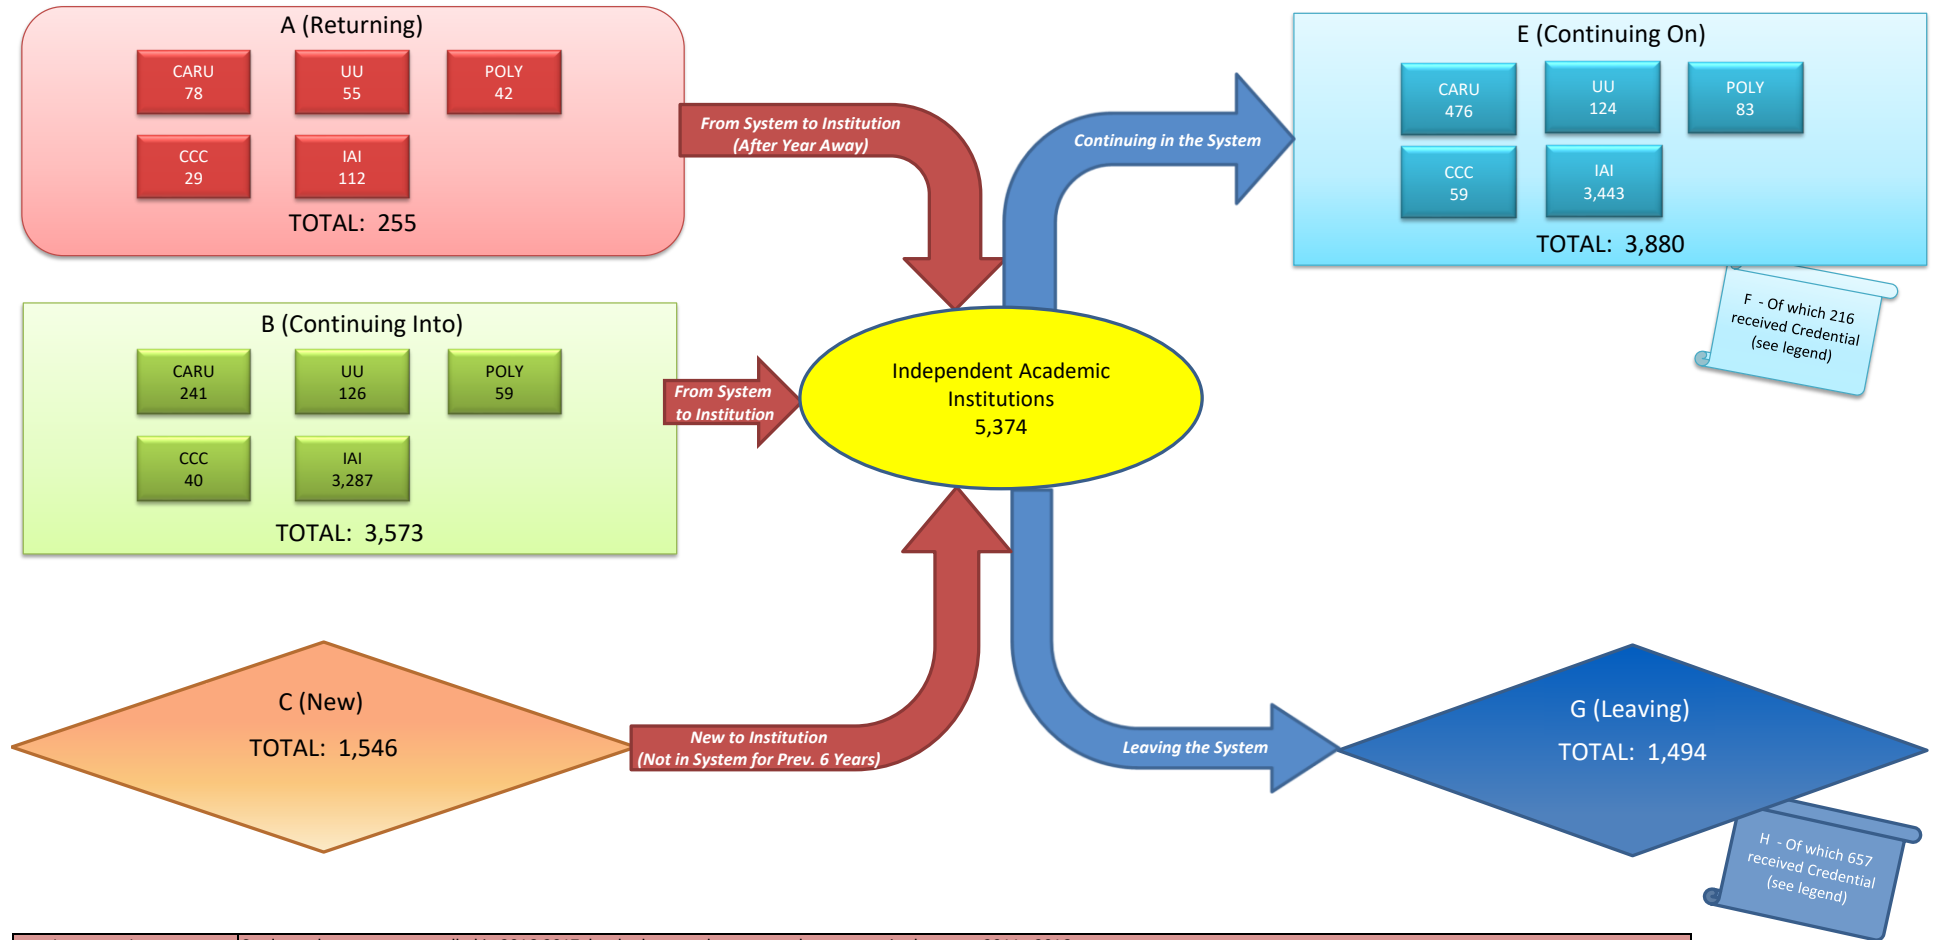 A (Returning)
CARU
78
UU
55
POLY
42
CCC
29
IAI
112
TOTAL: 255
From System to Institution
(After Year Away)
B (Continuing Into)
CARU
241
UU
126
POLY
59
CCC
40
IAI
3,287
TOTAL: 3,573
From System
to Institution
C (New)
TOTAL: 1,546
New to Institution
(Not in System for Prev. 6 Years)
Independent Academic
Institutions
5,374
Continuing in the System
E (Continuing On)
CARU
476
UU
124
POLY
83
CCC
59
IAI
3,443
TOTAL: 3,880
F - Of which 216
received Credential
(see legend)
Leaving the System
G (Leaving)
TOTAL: 1,494
H - Of which 657
received Credential
(see legend)